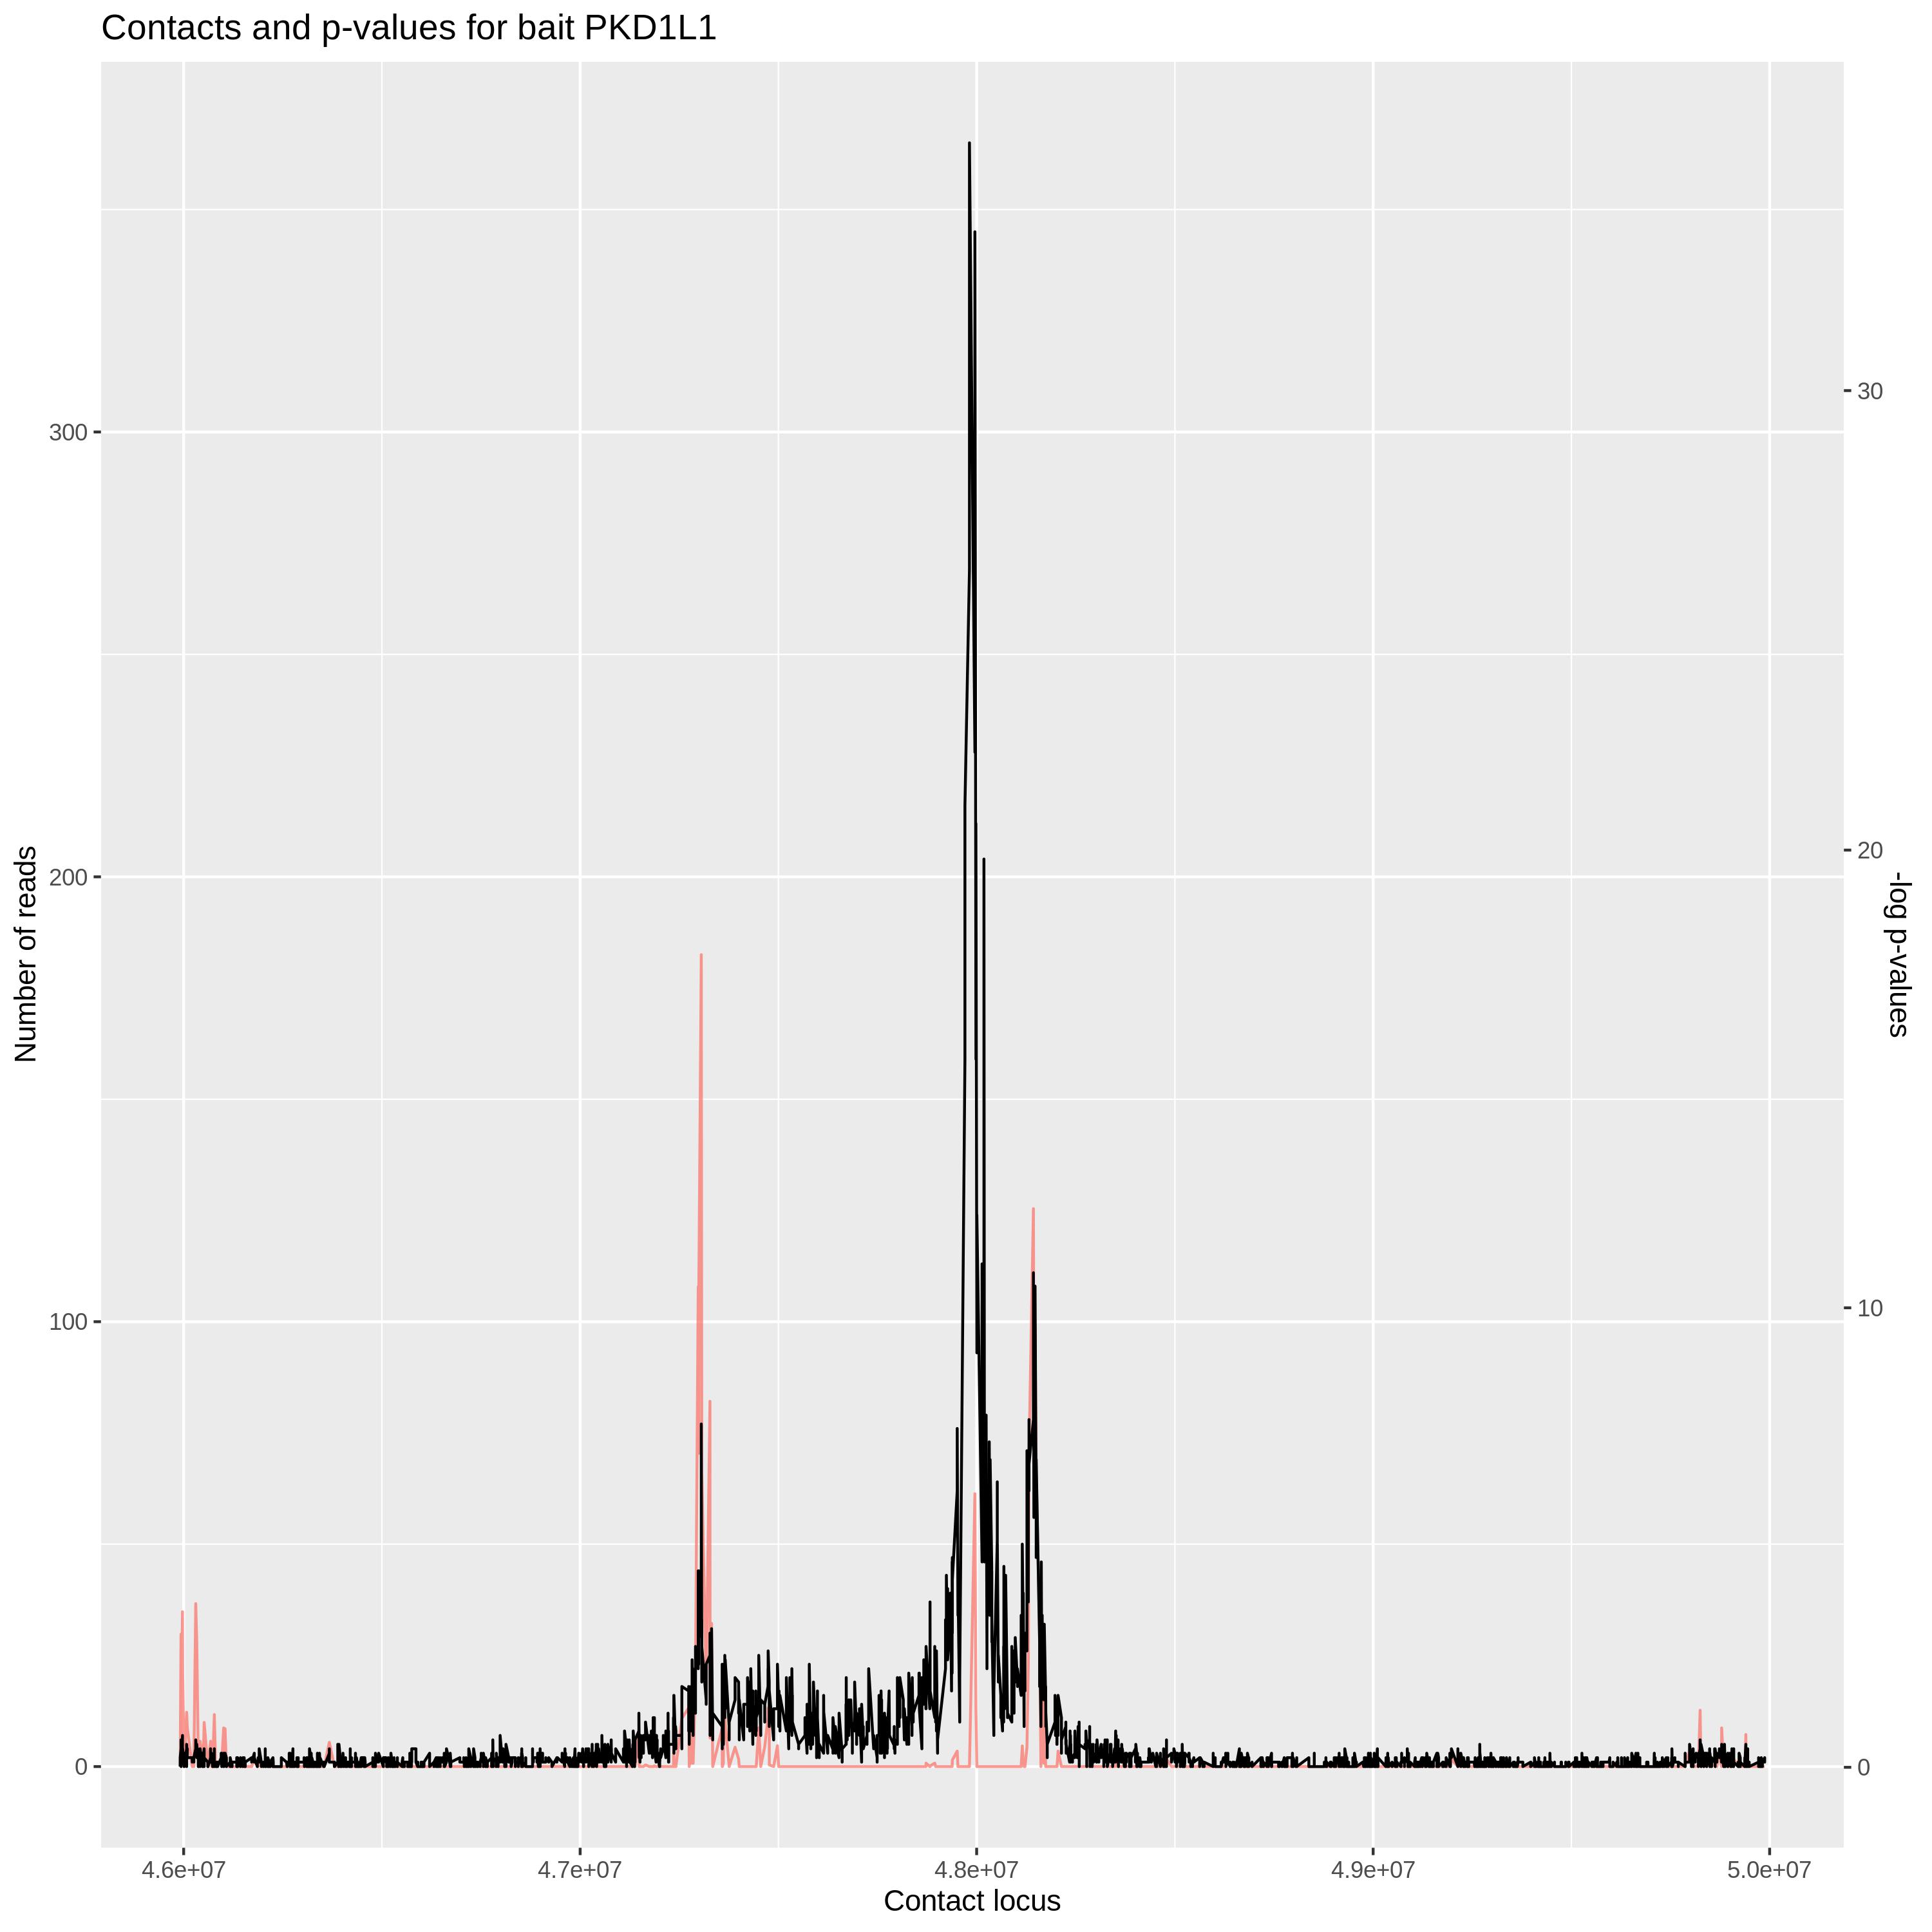 Contacts and p-values for bait PKD1L1
Number of reads
300
200
100
0
30
20
10
0
-log p-values
4.6e+07
4.7e+07
4.8e+07
4.9e+07
5.0e+07
Contact locus